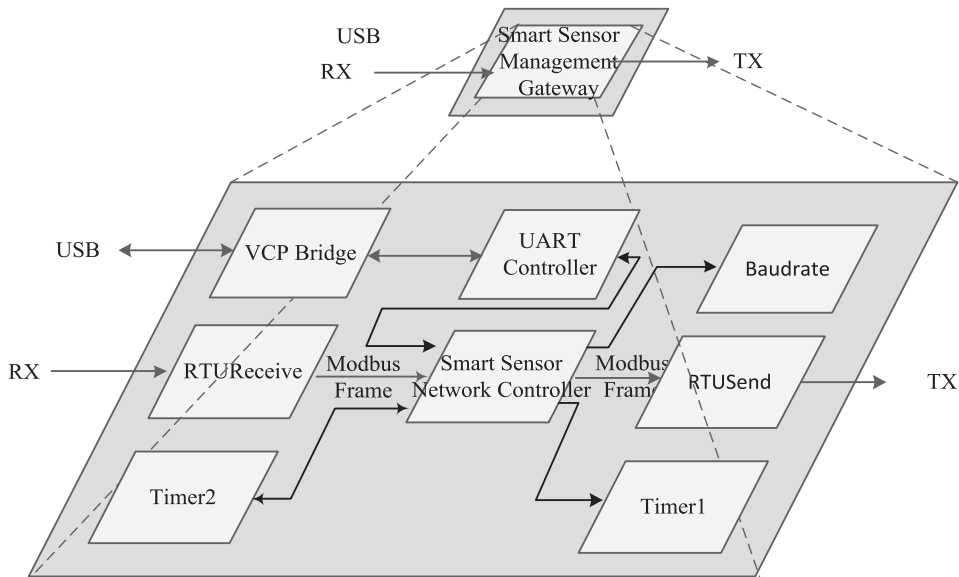 USB
Smart Sensor
Management
Gateway
RX
TX
USB
VCP Bridge
UART
Controller
Baudrate
RX
RTUReceive
Modbus
Frame
Smart Sensor
Network Controller
Modbus
Frame
RTUSend
TX
Timer2
Timer1